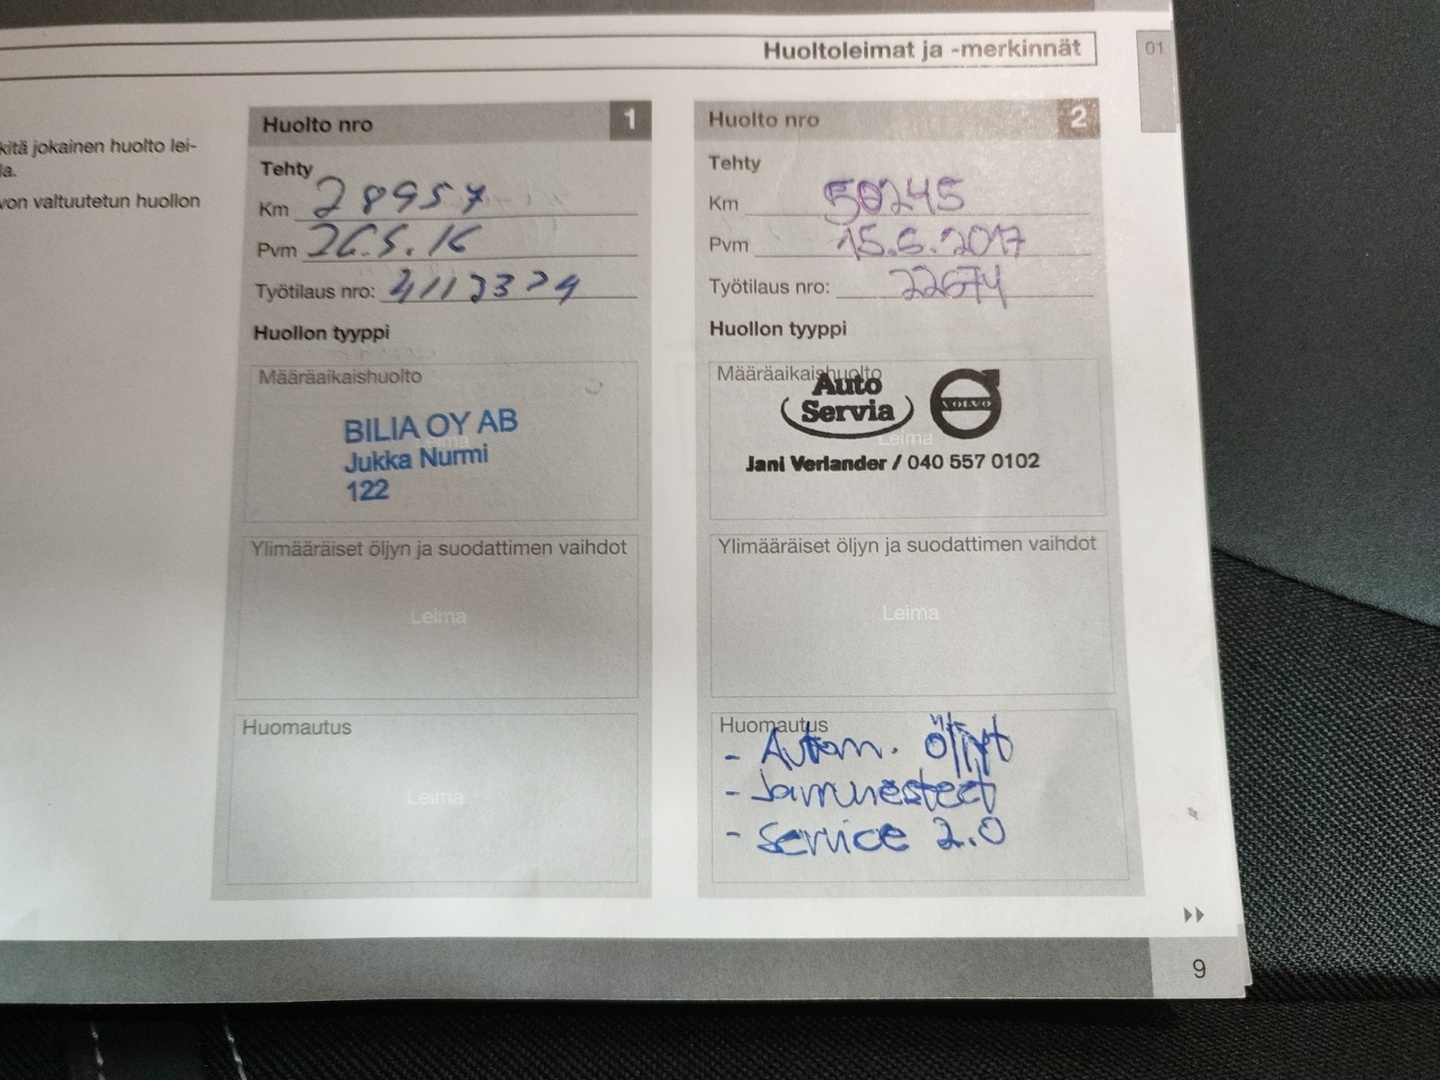 Huoltoleimat ja -merkinnät
01
kitä jokainen huolto lei-
la.
von valtuutetun huollon
Huolto nro 1
Tehty
Km 28957
Pvm 26.5.16
Työtilaus nro: 4113374
Huollon tyyppi
Määräaikaishuolto
Leima
BILIA OY AB
Jukka Nurmi
122
Ylimääräiset öljyn ja suodattimen vaihdot
Leima
Huomautus
Leima
Huolto nro 2
Tehty
Km 50245
Pvm 15.6.2017
Työtilaus nro: 22674
Huollon tyyppi
Määräaikaishuolto
Auto
Servia
VOLVO
Leima
Jani Verlander / 040 557 0102
Ylimääräiset öljyn ja suodattimen vaihdot
Leima
Huomautus
- Autom. öljyt
- Jarrunesteet
- Service 2.0
9